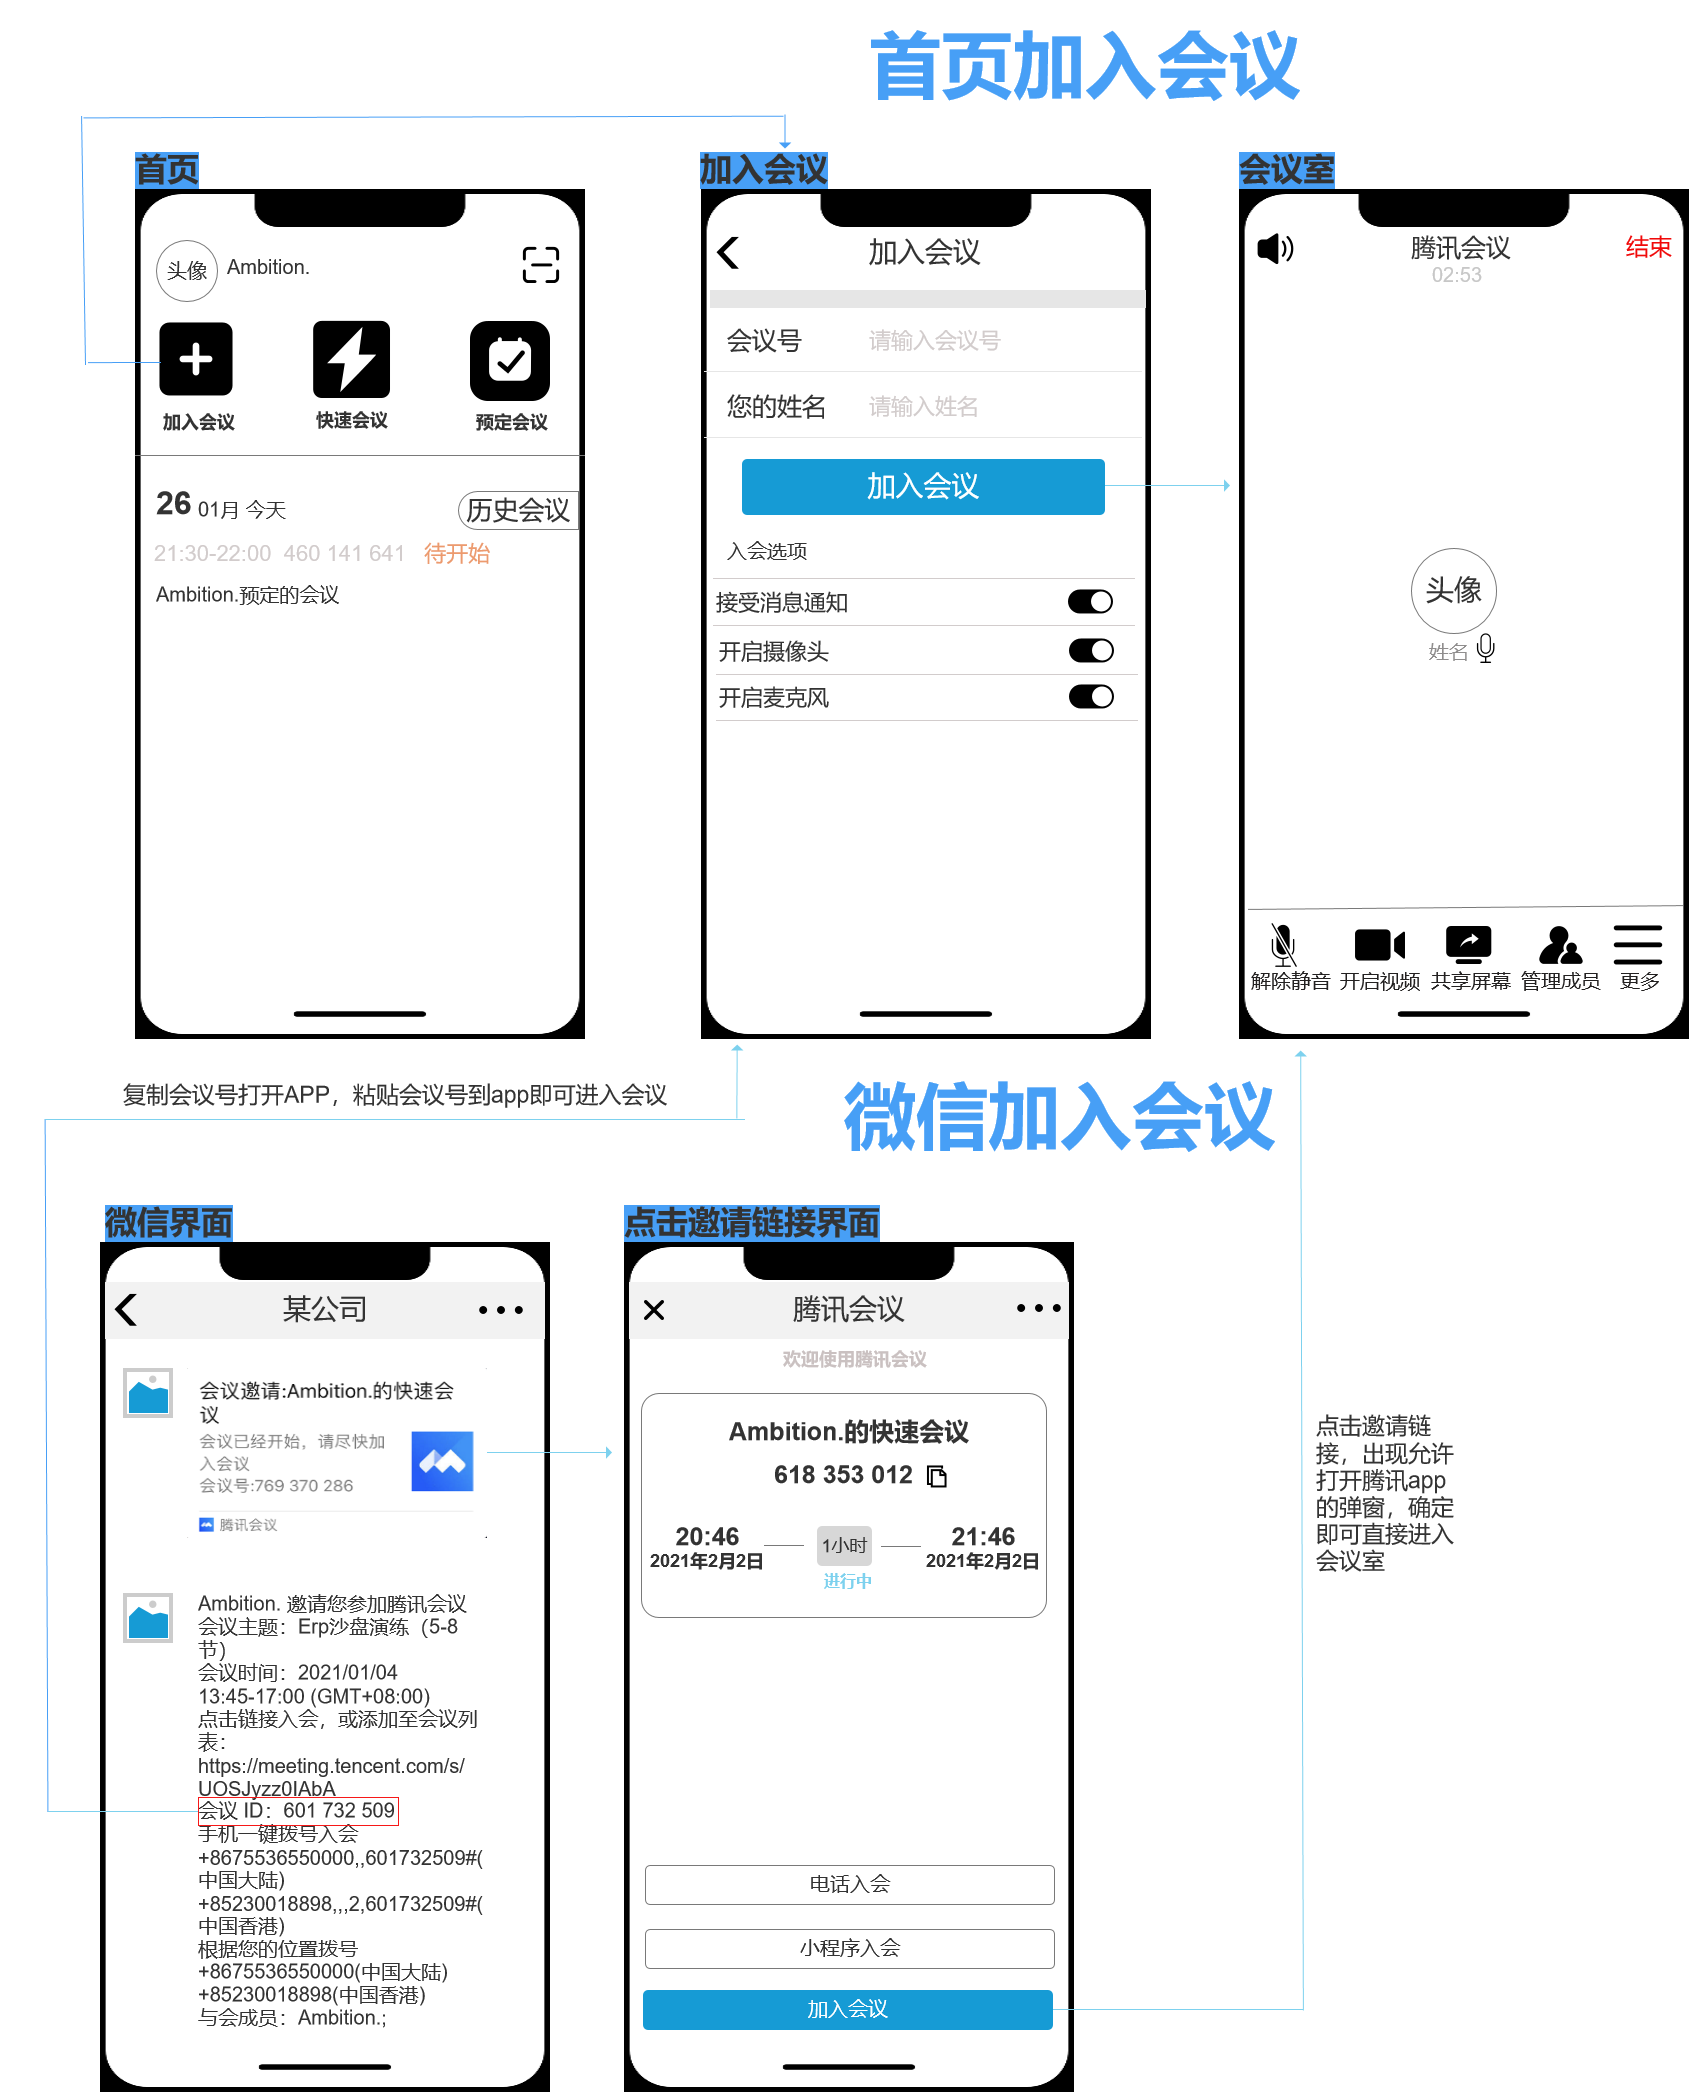 首页加入会议
首页
头像
Ambition.
加入会议
快速会议
预定会议
26 01月 今天
历史会议
21:30-22:00 460 141 641 待开始
Ambition.预定的会议
加入会议
加入会议
会议号 请输入会议号
您的姓名 请输入姓名
加入会议
入会选项
接受消息通知
开启摄像头
开启麦克风
会议室
腾讯会议
02:53
结束
头像
姓名
解除静音 开启视频 共享屏幕 管理成员 更多
复制会议号打开APP，粘贴会议号到app即可进入会议
微信加入会议
微信界面
某公司
会议邀请:Ambition.的快速会
议
会议已经开始，请尽快加
入会议
会议号:769 370 286
腾讯会议
Ambition. 邀请您参加腾讯会议
会议主题：Erp沙盘演练（5-8
节）
会议时间：2021/01/04
13:45-17:00 (GMT+08:00)
点击链接入会，或添加至会议列
表：
https://meeting.tencent.com/s/
UOSJyzz0IAbA
会议 ID：601 732 509
手机一键拨号入会
+8675536550000,,601732509#(
中国大陆)
+85230018898,,,2,601732509#(
中国香港)
根据您的位置拨号
+8675536550000(中国大陆)
+85230018898(中国香港)
与会成员：Ambition.;
点击邀请链接界面
腾讯会议
欢迎使用腾讯会议
Ambition.的快速会议
618 353 012
20:46
2021年2月2日
1小时
进行中
21:46
2021年2月2日
电话入会
小程序入会
加入会议
点击邀请链
接，出现允许
打开腾讯app
的弹窗，确定
即可直接进入
会议室